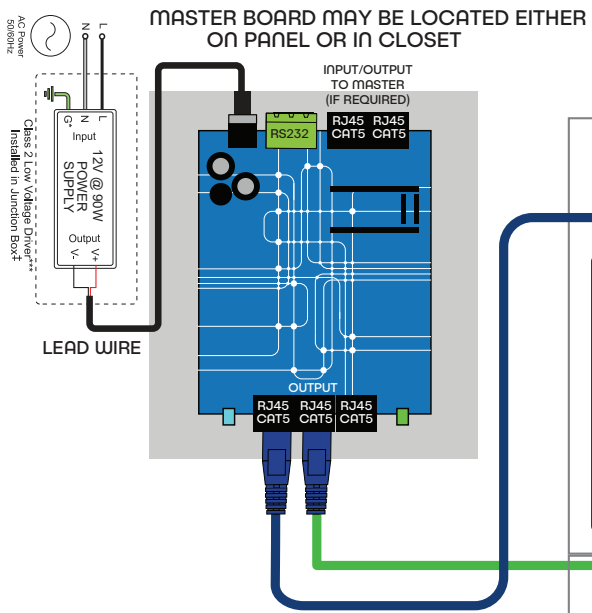 MASTER BOARD MAY BE LOCATED EITHER
ON PANEL OR IN CLOSET
AC Power
50/60Hz
N
L
G*
N
L
Input
12V @ 90W
POWER
SUPPLY
Output
V-
V+
Class 2 Low Voltage Driver***
Installed in Junction Box‡
LEAD WIRE
INPUT/OUTPUT
TO MASTER
(IF REQUIRED)
RS232
RJ45 RJ45
CAT5 CAT5
OUTPUT
RJ45 RJ45 RJ45
CAT5 CAT5 CAT5